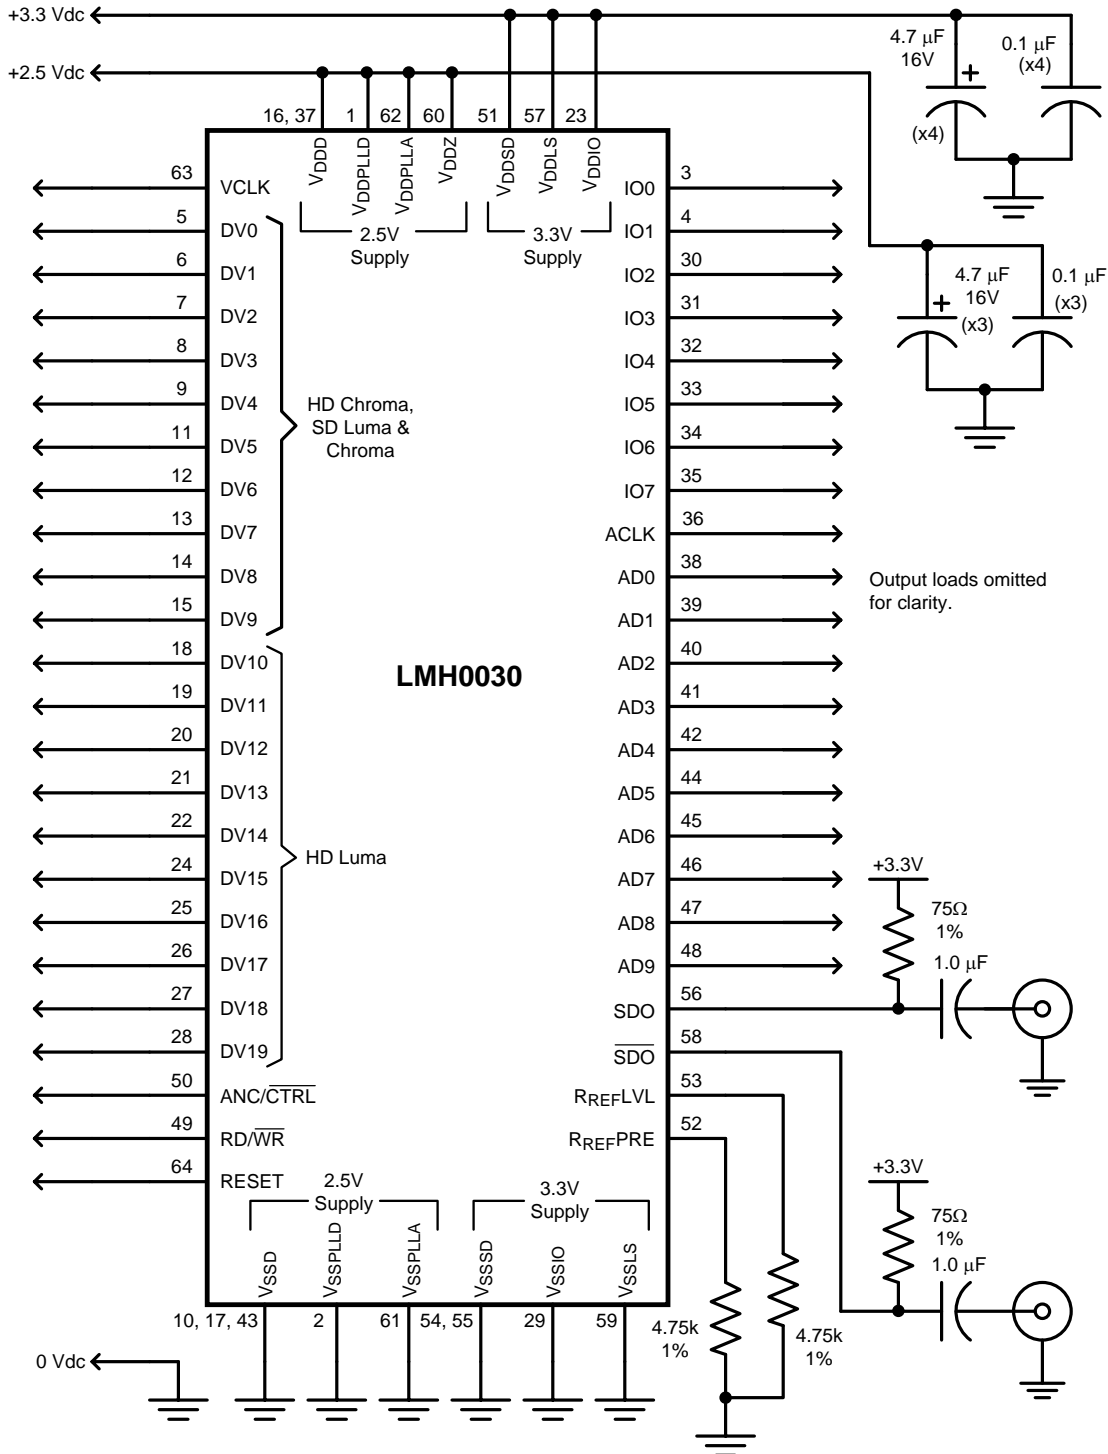 +3.3 Vdc
+2.5 Vdc
4.7 µF
16V
(x4)
0.1 µF
(x4)
4.7 µF
16V
(x3)
0.1 µF
(x3)
16, 37
1
62
60
51
57
23
VDDD
VDDPLLD
VDDPLLA
VDDZ
VDDSD
VDDLS
VDDIO
2.5V
Supply
3.3V
Supply
63 VCLK
5 DV0
6 DV1
7 DV2
8 DV3
9 DV4
11 DV5
12 DV6
13 DV7
14 DV8
15 DV9
18 DV10
19 DV11
20 DV12
21 DV13
22 DV14
24 DV15
25 DV16
26 DV17
27 DV18
28 DV19
50 ANC/C̅T̅R̅L̅
49 RD/W̅R̅
64 RESET
HD Chroma,
SD Luma &
Chroma
HD Luma
LMH0030
IO0 3
IO1 4
IO2 30
IO3 31
IO4 32
IO5 33
IO6 34
IO7 35
ACLK 36
AD0 38
AD1 39
AD2 40
AD3 41
AD4 42
AD5 44
AD6 45
AD7 46
AD8 47
AD9 48
SDO 56
S̅D̅O̅ 58
RREFLVL 53
RREFPRE 52
Output loads omitted
for clarity.
+3.3V
75Ω
1%
1.0 µF
+3.3V
75Ω
1%
1.0 µF
2.5V
Supply
3.3V
Supply
VSSD
VSSPLLD
VSSPLLA
VSSSD
VSSIO
VSSLS
10, 17, 43
2
61
54, 55
29
59
4.75k
1%
4.75k
1%
0 Vdc